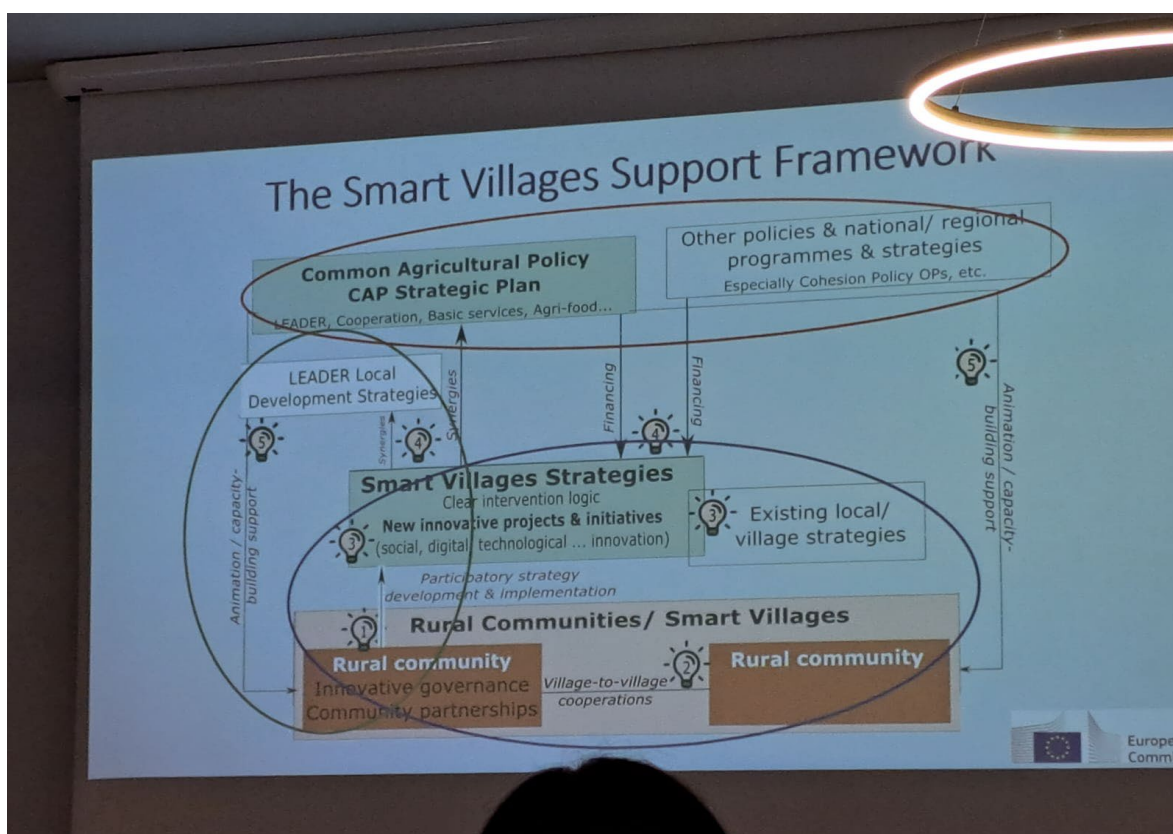 The Smart Villages Support Framework
Common Agricultural Policy
CAP Strategic Plan
LEADER, Cooperation, Basic services, Agri-food...
Other policies & national/ regional
programmes & strategies
Especially Cohesion Policy OPs, etc.
LEADER Local
Development Strategies
Synergies
Synergies
Financing
Financing
5
4
4
5
Animation / capacity-
building support
Animation / capacity-
building support
Smart Villages Strategies
Clear intervention logic
New innovative projects & initiatives
(social, digital, technological ... innovation)
3
3
Existing local/
village strategies
Participatory strategy
development & implementation
Rural Communities/ Smart Villages
1
Rural community
Innovative governance
Community partnerships
2
Village-to-village
cooperations
Rural community
Europe
Comm